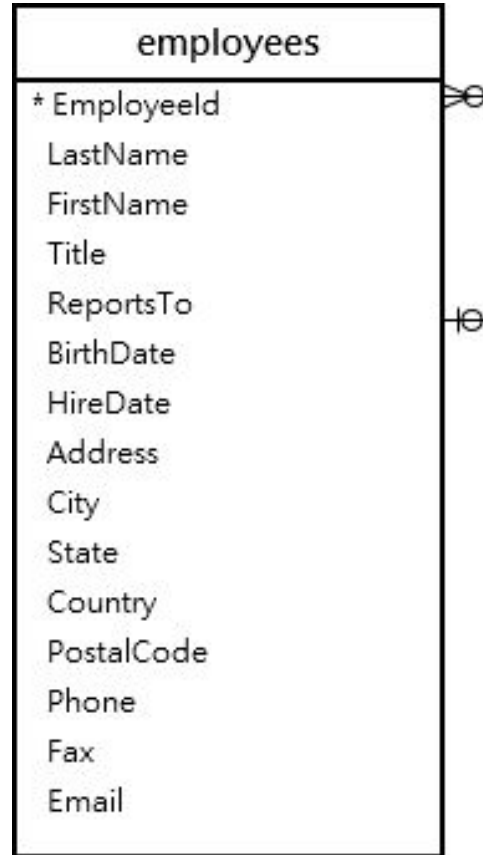 employees
* EmployeeId
LastName
FirstName
Title
ReportsTo
BirthDate
HireDate
Address
City
State
Country
PostalCode
Phone
Fax
Email